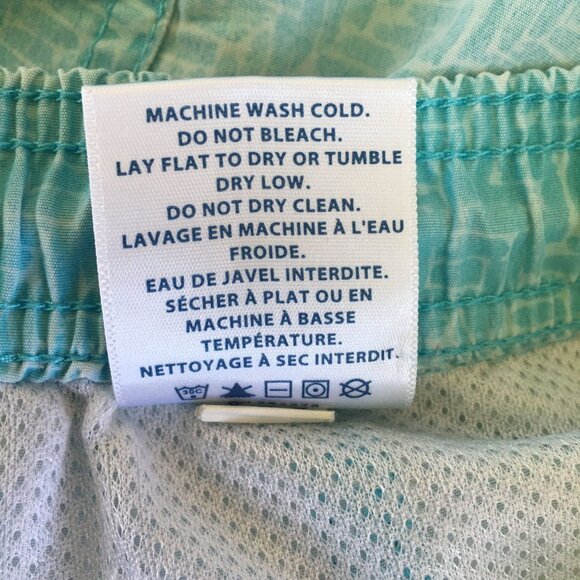 MACHINE WASH COLD.
DO NOT BLEACH.
LAY FLAT TO DRY OR TUMBLE
DRY LOW.
DO NOT DRY CLEAN.
LAVAGE EN MACHINE À L'EAU
FROIDE.
EAU DE JAVEL INTERDITE.
SÉCHER À PLAT OU EN
MACHINE À BASSE
TEMPÉRATURE.
NETTOYAGE À SEC INTERDIT.
30C